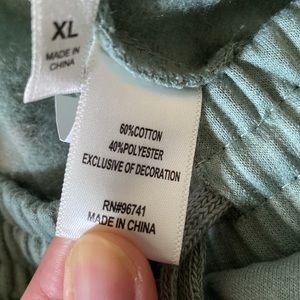 XL
MADE IN
CHINA
60%COTTON
40%POLYESTER
EXCLUSIVE OF DECORATION
RN#96741
MADE IN CHINA